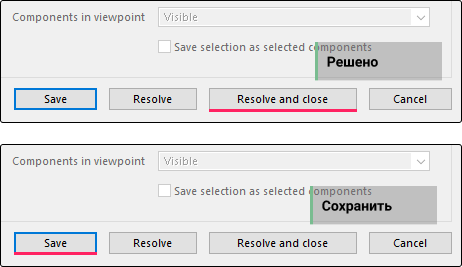 Components in viewpoint Visible
Save selection as selected components
Решено
Save Resolve Resolve and close Cancel
Components in viewpoint Visible
Save selection as selected components
Сохранить
Save Resolve Resolve and close Cancel